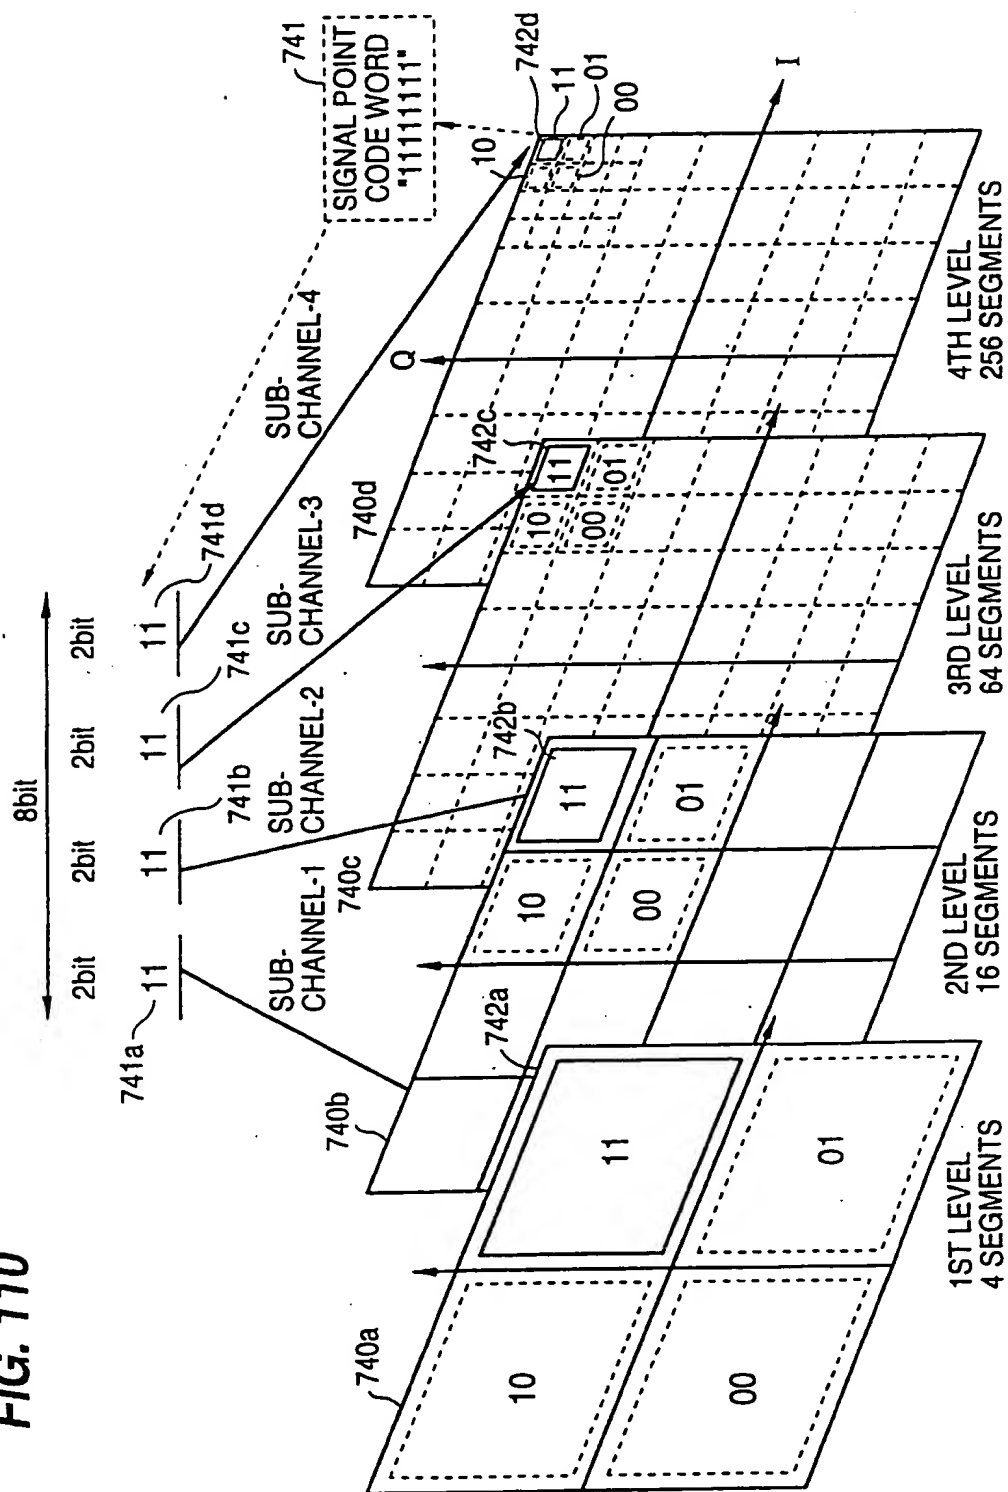 FIG. 110
8bit
2bit
2bit
2bit
2bit
741a
11
11
741b
11
741c
11
741d
741
SIGNAL POINT
CODE WORD
"111111111"
SUB-
CHANNEL-1
SUB-
CHANNEL-2
SUB-
CHANNEL-3
SUB-
CHANNEL-4
740a
740b
740c
740d
742a
742b
742c
742d
Q
I
10
11
00
01
10
11
00
01
10
11
00
01
10
11
01
00
1ST LEVEL
4 SEGMENTS
2ND LEVEL
16 SEGMENTS
3RD LEVEL
64 SEGMENTS
4TH LEVEL
256 SEGMENTS